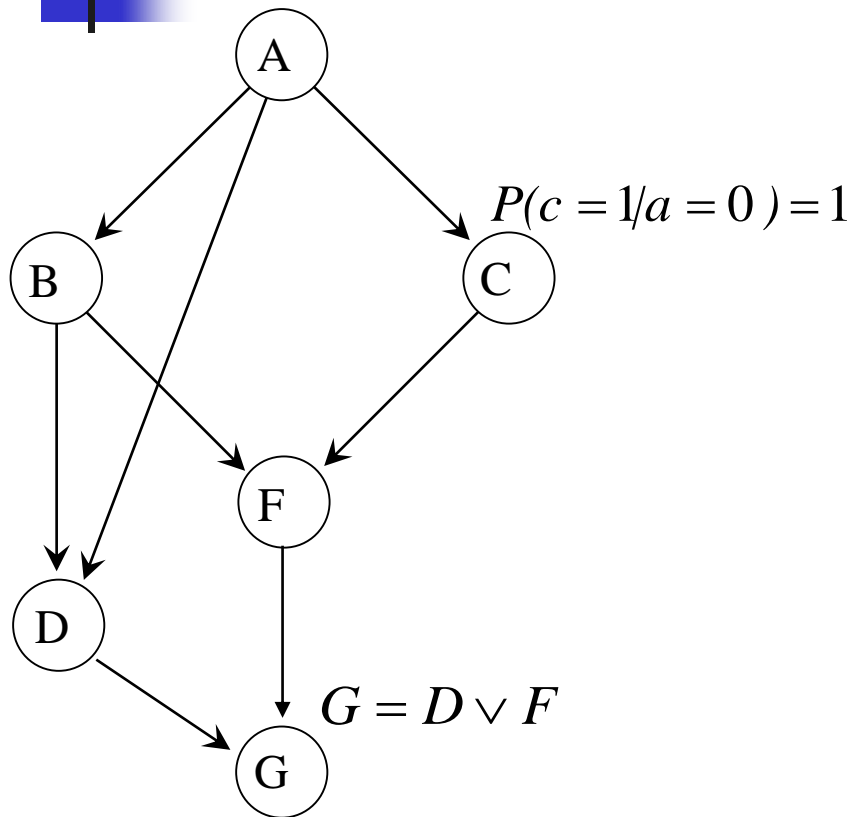 A
P(c = 1/a = 0 ) = 1
B
C
F
D
G = D ∨ F
G